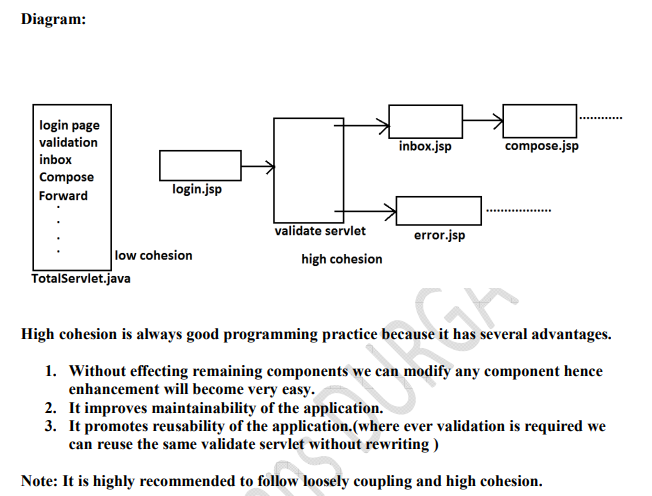 Diagram:
login page
validation
inbox
Compose
Forward
.
.
.
.
low cohesion
TotalServlet.java
login.jsp
validate servlet
high cohesion
inbox.jsp
compose.jsp
error.jsp
High cohesion is always good programming practice because it has several advantages.
1. Without effecting remaining components we can modify any component hence
enhancement will become very easy.
2. It improves maintainability of the application.
3. It promotes reusability of the application.(where ever validation is required we
can reuse the same validate servlet without rewriting )
Note: It is highly recommended to follow loosely coupling and high cohesion.
DURGA